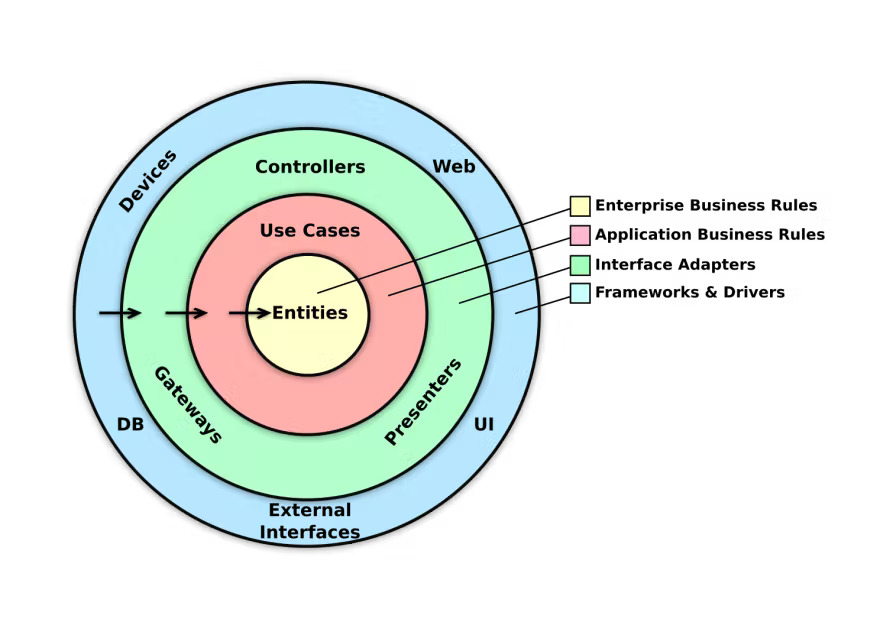 Devices
Controllers
Web
Use Cases
Entities
Gateways
Presenters
DB
UI
External
Interfaces
Enterprise Business Rules
Application Business Rules
Interface Adapters
Frameworks & Drivers